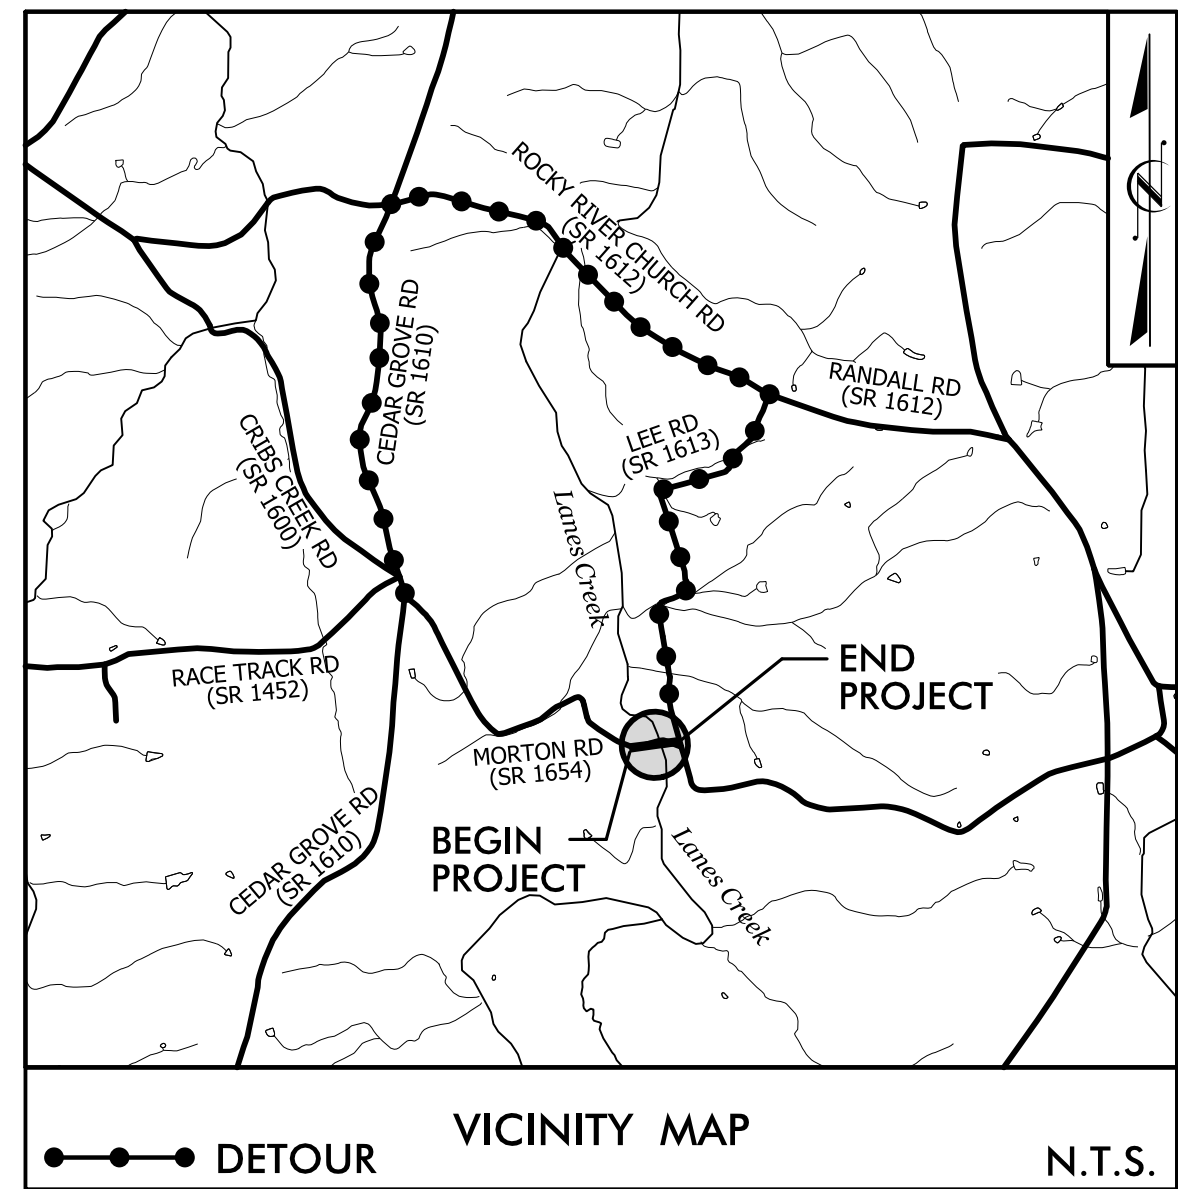 ROCKY RIVER CHURCH RD
(SR 1612)
CEDAR GROVE RD
(SR 1610)
RANDALL RD
(SR 1612)
LEE RD
(SR 1613)
CRIBS CREEK RD
(SR 1600)
Lanes Creek
RACE TRACK RD
(SR 1452)
END
PROJECT
MORTON RD
(SR 1654)
BEGIN
PROJECT
CEDAR GROVE RD
(SR 1610)
Lanes Creek
VICINITY MAP
DETOUR
N.T.S.